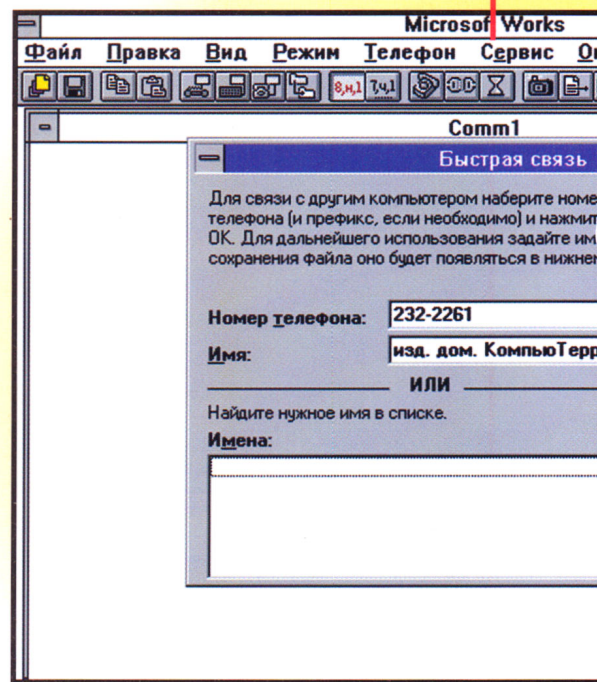 Microsoft Works
Файл Правка Вид Режим Телефон Сервис
8,н,1 7,ч,1
Comm1
Быстрая связь
Для связи с другим компьютером наберите номе
телефона (и префикс, если необходимо) и нажмит
ОК. Для дальнейшего использования задайте им
сохранения файла оно будет появляться в нижне
Номер телефона: 232-2261
Имя: изд. дом. КомпьюТерр
ИЛИ
Найдите нужное имя в списке.
Имена: